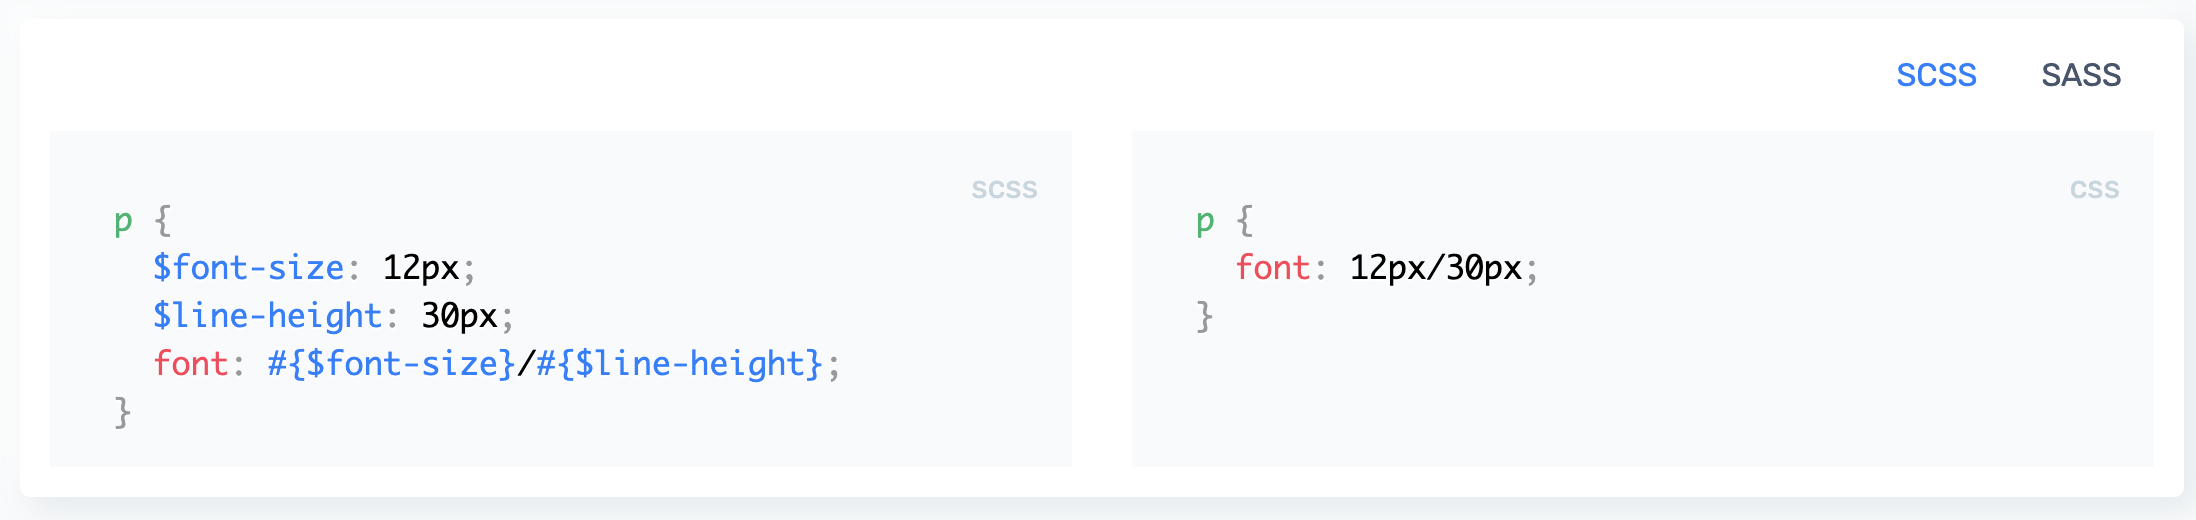 SCSS SASS
SCSS
p {
  $font-size: 12px;
  $line-height: 30px;
  font: #{$font-size}/#{$line-height};
}
CSS
p {
  font: 12px/30px;
}